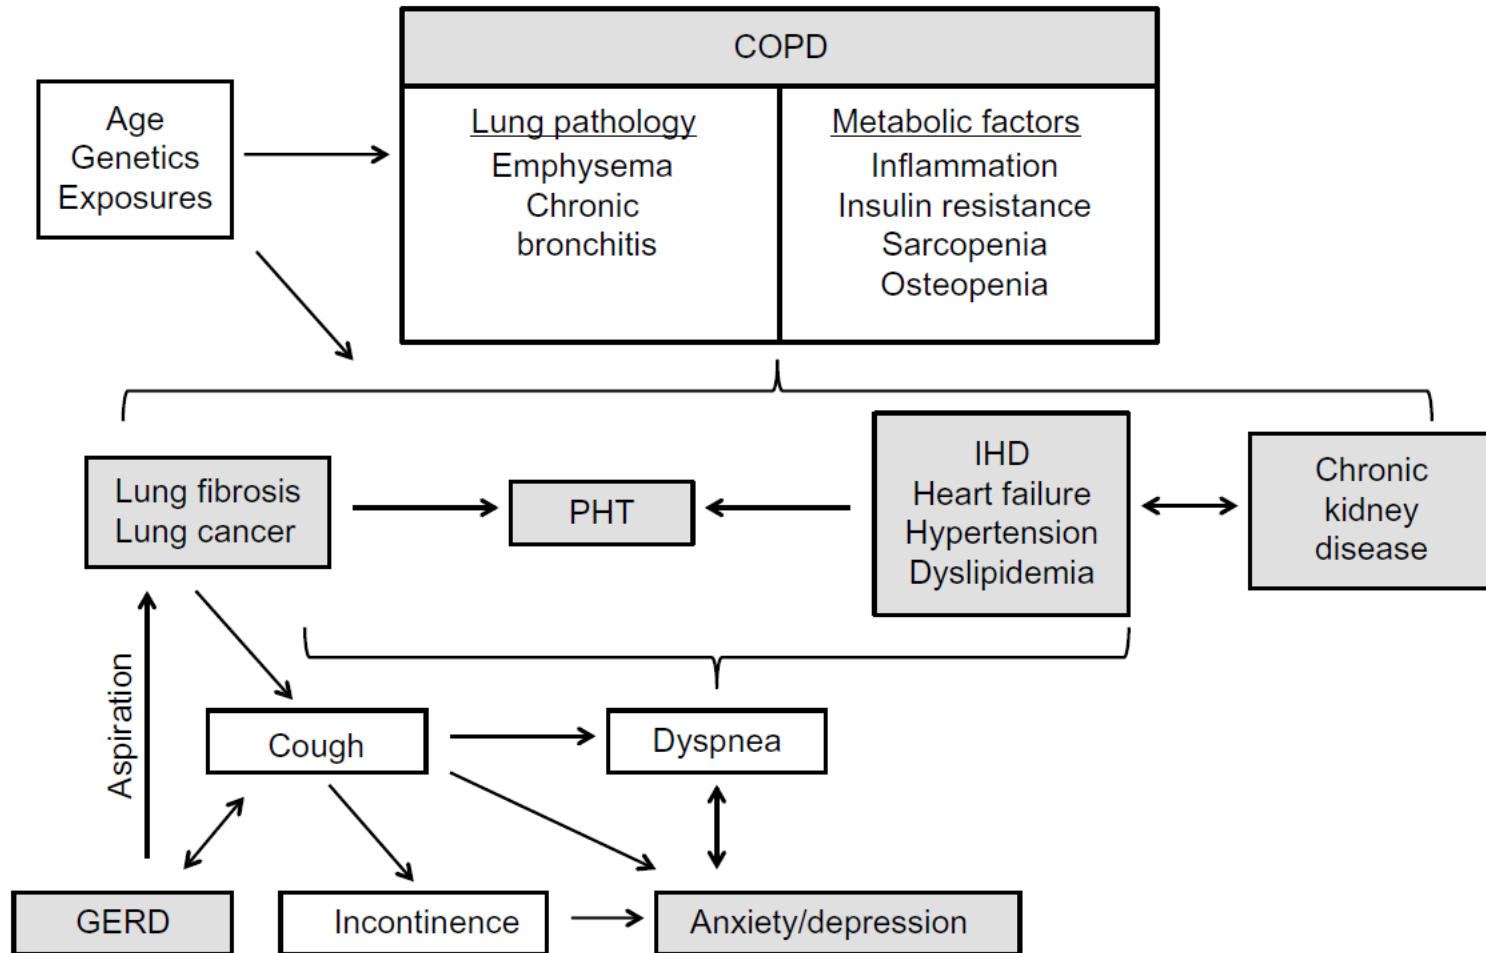 COPD
Age
Genetics
Exposures
Lung pathology
Emphysema
Chronic
bronchitis
Metabolic factors
Inflammation
Insulin resistance
Sarcopenia
Osteopenia
Lung fibrosis
Lung cancer
PHT
IHD
Heart failure
Hypertension
Dyslipidemia
Chronic
kidney
disease
Aspiration
Cough
Dyspnea
GERD
Incontinence
Anxiety/depression